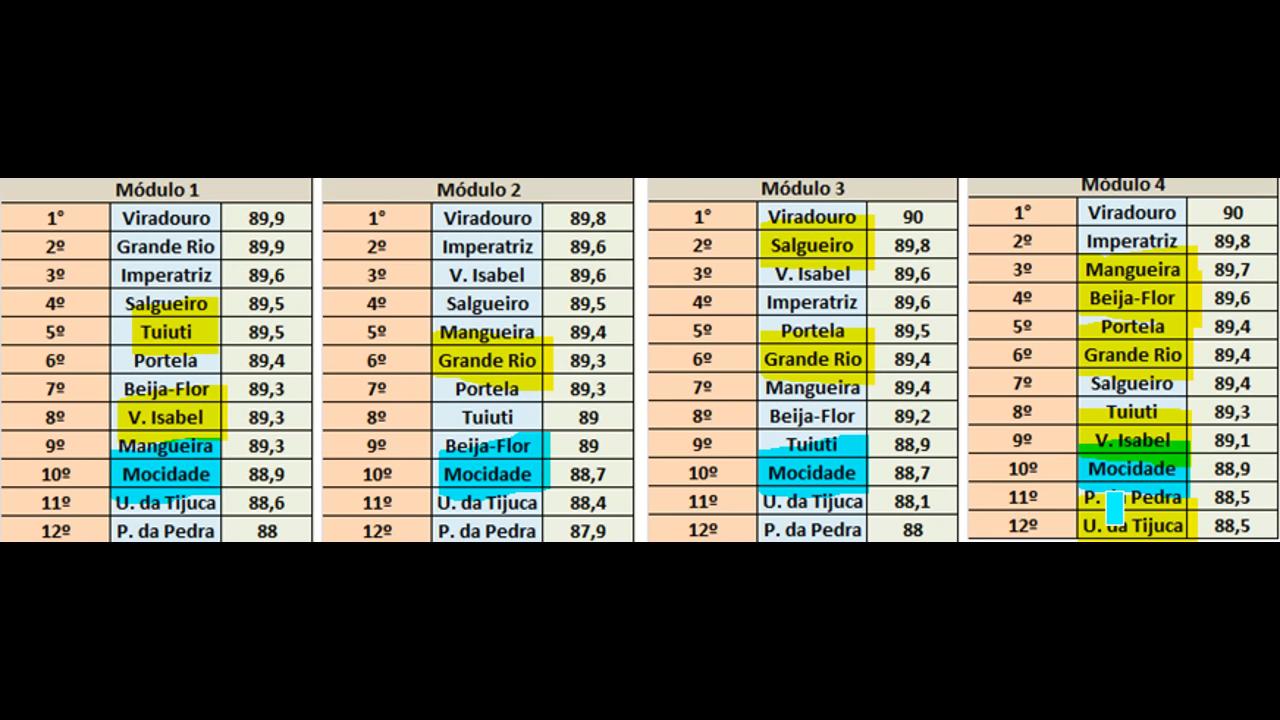 Módulo 1
1° Viradouro 89,9
2º Grande Rio 89,9
3º Imperatriz 89,6
4º Salgueiro 89,5
5º Tuiuti 89,5
6º Portela 89,4
7º Beija-Flor 89,3
8º V. Isabel 89,3
9º Mangueira 89,3
10º Mocidade 88,9
11º U. da Tijuca 88,6
12º P. da Pedra 88
Módulo 2
1° Viradouro 89,8
2º Imperatriz 89,6
3º V. Isabel 89,6
4º Salgueiro 89,5
5º Mangueira 89,4
6º Grande Rio 89,3
7º Portela 89,3
8º Tuiuti 89
9º Beija-Flor 89
10º Mocidade 88,7
11º U. da Tijuca 88,4
12º P. da Pedra 87,9
Módulo 3
1° Viradouro 90
2º Salgueiro 89,8
3º V. Isabel 89,6
4º Imperatriz 89,6
5º Portela 89,5
6º Grande Rio 89,4
7º Mangueira 89,4
8º Beija-Flor 89,2
9º Tuiuti 88,9
10º Mocidade 88,7
11º U. da Tijuca 88,1
12º P. da Pedra 88
Módulo 4
1° Viradouro 90
2º Imperatriz 89,8
3º Mangueira 89,7
4º Beija-Flor 89,6
5º Portela 89,4
6º Grande Rio 89,4
7º Salgueiro 89,4
8º Tuiuti 89,3
9º V. Isabel 89,1
10º Mocidade 88,9
11º P. Pedra 88,5
12º U. da Tijuca 88,5